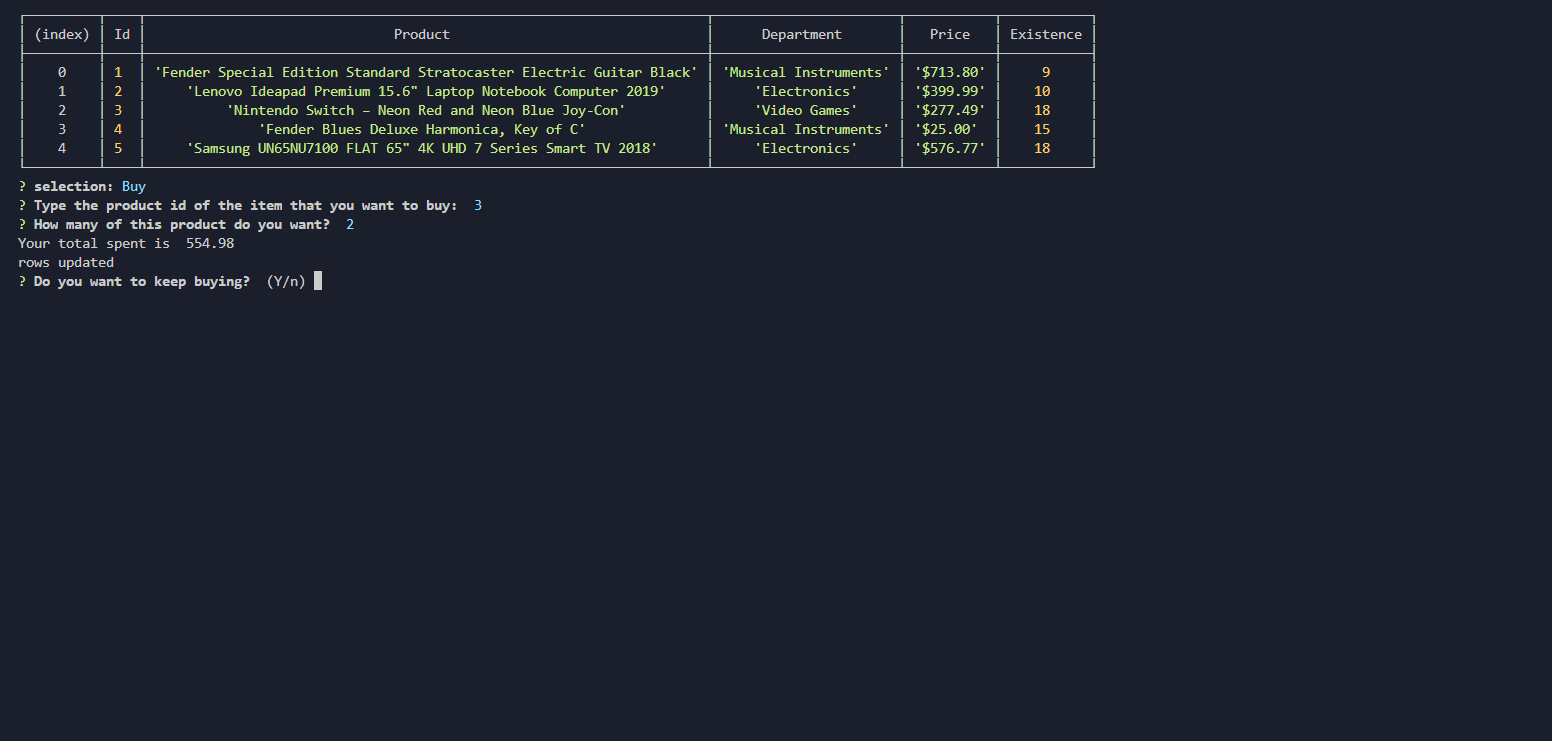 (index) Id Product Department Price Existence
0 1 'Fender Special Edition Standard Stratocaster Electric Guitar Black' 'Musical Instruments' '$713.80' 9
1 2 'Lenovo Ideapad Premium 15.6" Laptop Notebook Computer 2019' 'Electronics' '$399.99' 10
2 3 'Nintendo Switch – Neon Red and Neon Blue Joy-Con' 'Video Games' '$277.49' 18
3 4 'Fender Blues Deluxe Harmonica, Key of C' 'Musical Instruments' '$25.00' 15
4 5 'Samsung UN65NU7100 FLAT 65" 4K UHD 7 Series Smart TV 2018' 'Electronics' '$576.77' 18
? selection: Buy
? Type the product id of the item that you want to buy: 3
? How many of this product do you want? 2
Your total spent is 554.98
rows updated
? Do you want to keep buying? (Y/n)